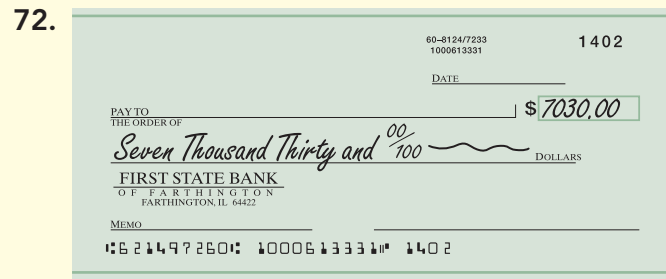 72.
60–8124/7233
1000613331
1402
DATE
PAY TO
THE ORDER OF
$ 7030.00
Seven Thousand Thirty and 00/100 DOLLARS
FIRST STATE BANK
OF FARTHINGTON
FARTHINGTON, IL 64422
MEMO
⑆621497260⑆ 1000613331⑈ 1402